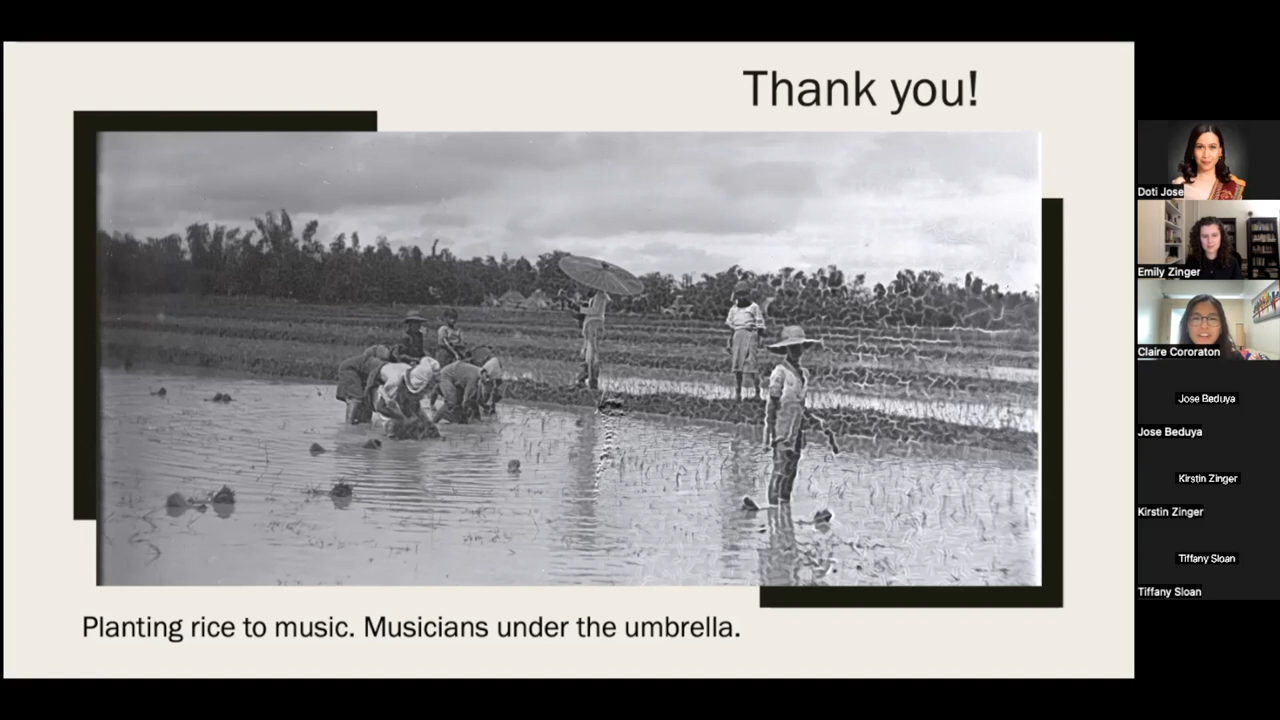 Thank you!
Planting rice to music. Musicians under the umbrella.
Doti Jose
Emily Zinger
Claire Cororaton
Jose Beduya
Jose Beduya
Kirstin Zinger
Kirstin Zinger
Tiffany Sloan
Tiffany Sloan